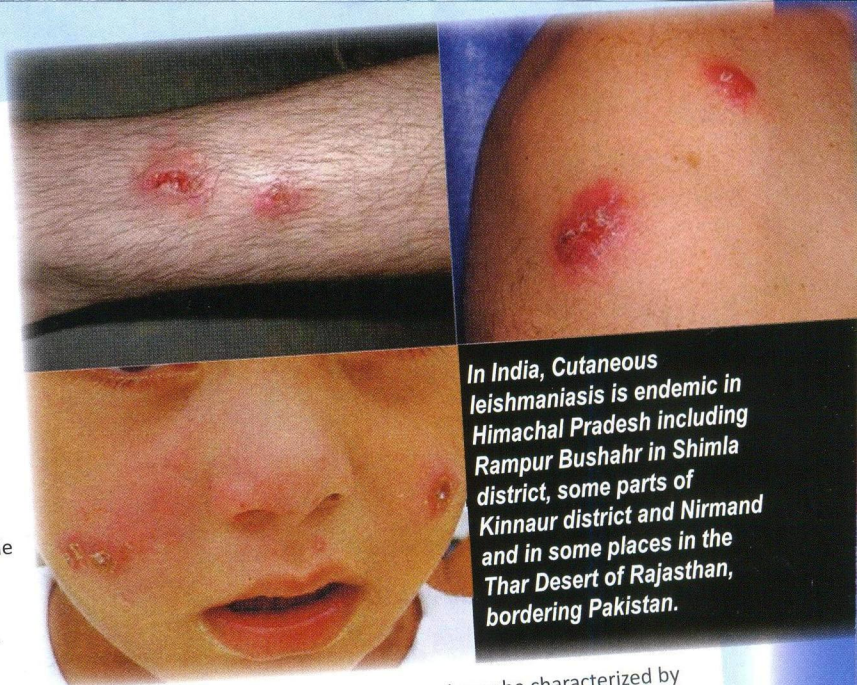 In India, Cutaneous
leishmaniasis is endemic in
Himachal Pradesh including
Rampur Bushahr in Shimla
district, some parts of
Kinnaur district and Nirmand
and in some places in the
Thar Desert of Rajasthan,
bordering Pakistan.
characterized by